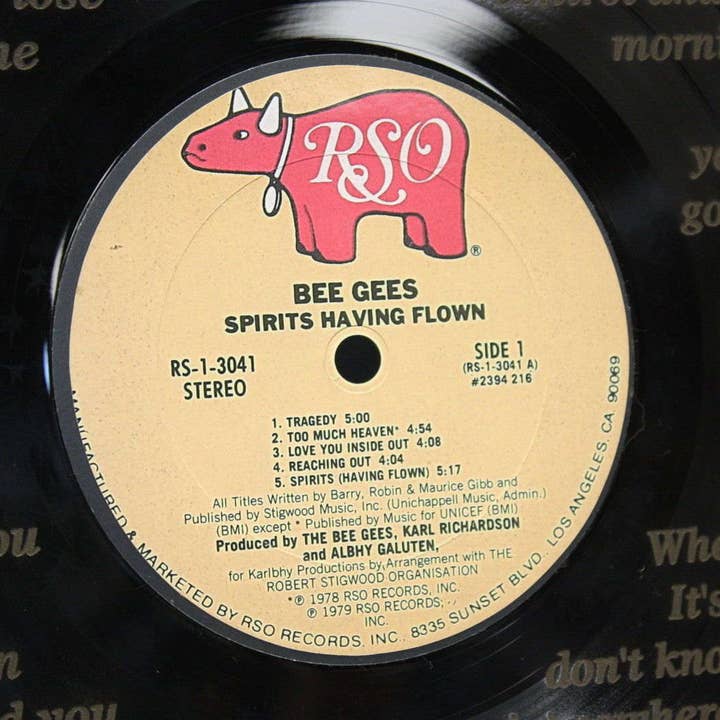 RSO
®
BEE GEES
SPIRITS HAVING FLOWN
RS-1-3041
STEREO
SIDE 1
(RS-1-3041 A)
#2394 216
1. TRAGEDY 5:00
2. TOO MUCH HEAVEN* 4:54
3. LOVE YOU INSIDE OUT 4:08
4. REACHING OUT 4:04
5. SPIRITS (HAVING FLOWN) 5:17
All Titles Written by Barry, Robin & Maurice Gibb and
Published by Stigwood Music, Inc. (Unichappell Music, Admin.)
(BMI) except * Published by Music for UNICEF (BMI)
Produced by THE BEE GEES, KARL RICHARDSON
and ALBHY GALUTEN,
for Karlbhy Productions by Arrangement with THE
ROBERT STIGWOOD ORGANISATION
*℗ 1978 RSO RECORDS, INC.
℗ 1979 RSO RECORDS,
INC.
MANUFACTURED & MARKETED BY RSO RECORDS, INC., 8335 SUNSET BLVD. LOS ANGELES, CA 90069
It's
don't
you